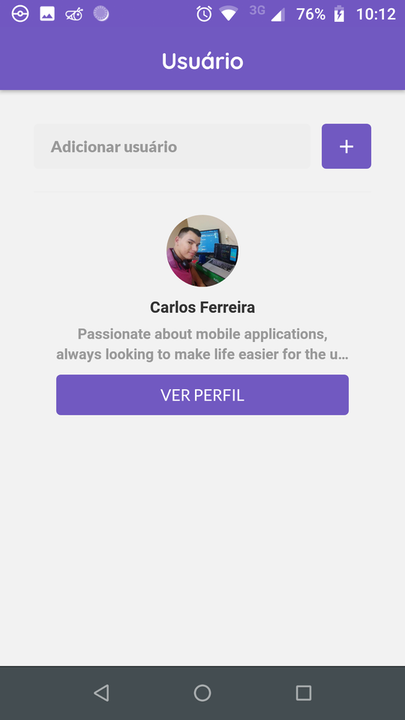 3G 76% 10:12
Usuário
Adicionar usuário
+
Carlos Ferreira
Passionate about mobile applications,
always looking to make life easier for the u...
VER PERFIL